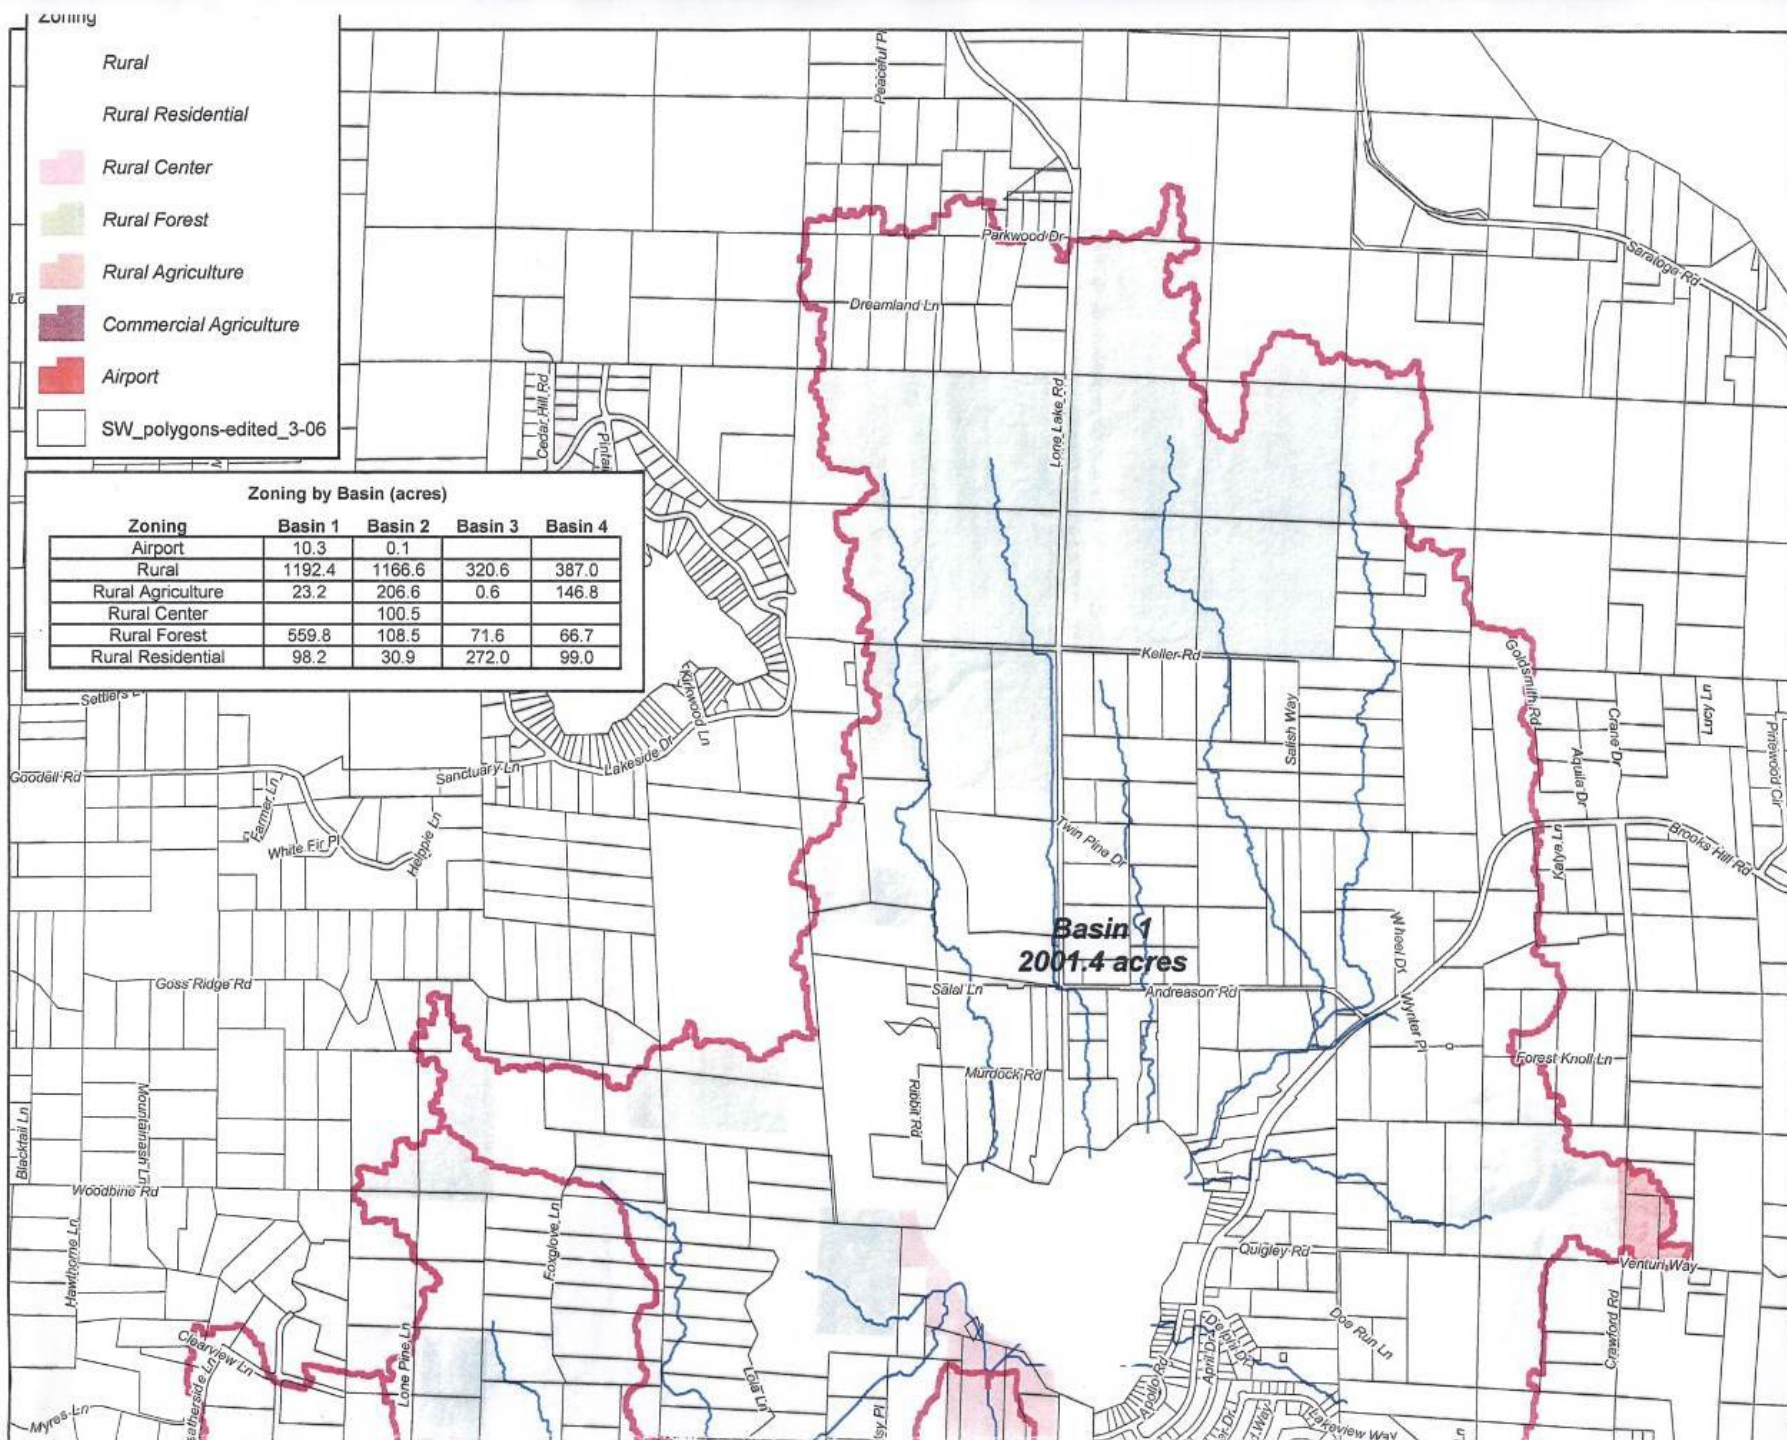 Zoning
Rural
Rural Residential
Rural Center
Rural Forest
Rural Agriculture
Commercial Agriculture
Airport
SW_polygons-edited_3-06
Zoning by Basin (acres)
Zoning Basin 1 Basin 2 Basin 3 Basin 4
Airport 10.3 0.1
Rural 1192.4 1166.6 320.6 387.0
Rural Agriculture 23.2 206.6 0.6 146.8
Rural Center 100.5
Rural Forest 559.8 108.5 71.6 66.7
Rural Residential 98.2 30.9 272.0 99.0
Peaceful Pl
Parkwood Dr
Saratoga Rd
Dreamland Ln
Lone Lake Rd
Cedar Hill Rd
Keller Rd
Goldsmith Rd
Salish Way
Lucy Ln
Crane Dr
Aquila Dr
Pinewood Cir
Kirkwood Ln
Lakeside Dr
Sanctuary Ln
Goodell Rd
Farmer Ln
White Fir Pl
Helppie Ln
Twin Pine Dr
Katya Ln
Brooks Hill Rd
Basin 1
2001.4 acres
Wheel Dr
Goss Ridge Rd
Salal Ln
Andreason Rd
Wynter Pl
Forest Knoll Ln
Murdock Rd
Ribbit Rd
Blacktail Ln
Mountainash Ln
Woodbine Rd
Hawthorne Ln
Foxglove Ln
Quigley Rd
Venturi Way
Doe Run Ln
Crawford Rd
Clearview Ln
Lone Pine Ln
Lola Ln
Delphi Dr
April Dr
Apollo Rd
Myres Ln
Lakeview Way